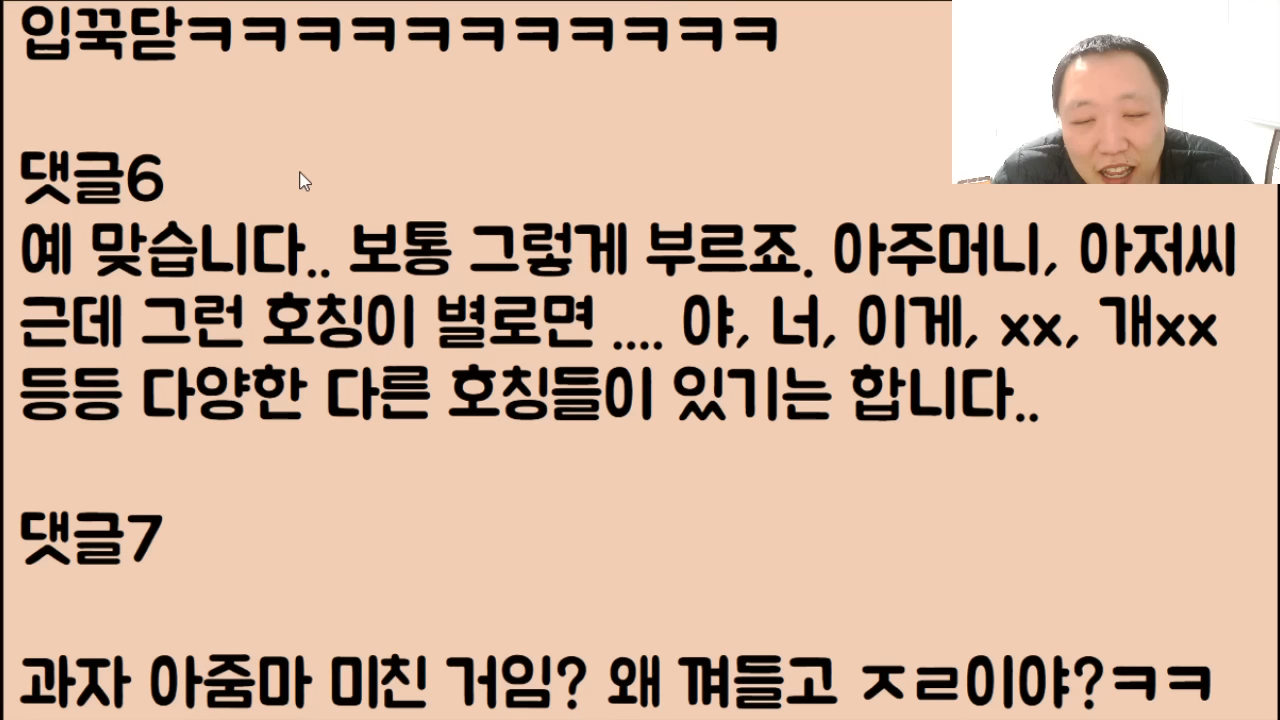 입꾹닫ㅋㅋㅋㅋㅋㅋㅋㅋㅋㅋㅋ
댓글6
예 맞습니다.. 보통 그렇게 부르죠. 아주머니, 아저씨
근데 그런 호칭이 별로면 .... 야, 너, 이게, xx, 개xx
등등 다양한 다른 호칭들이 있기는 합니다..
댓글7
과자 아줌마 미친 거임? 왜 껴들고 ㅈㄹ이야?ㅋㅋ